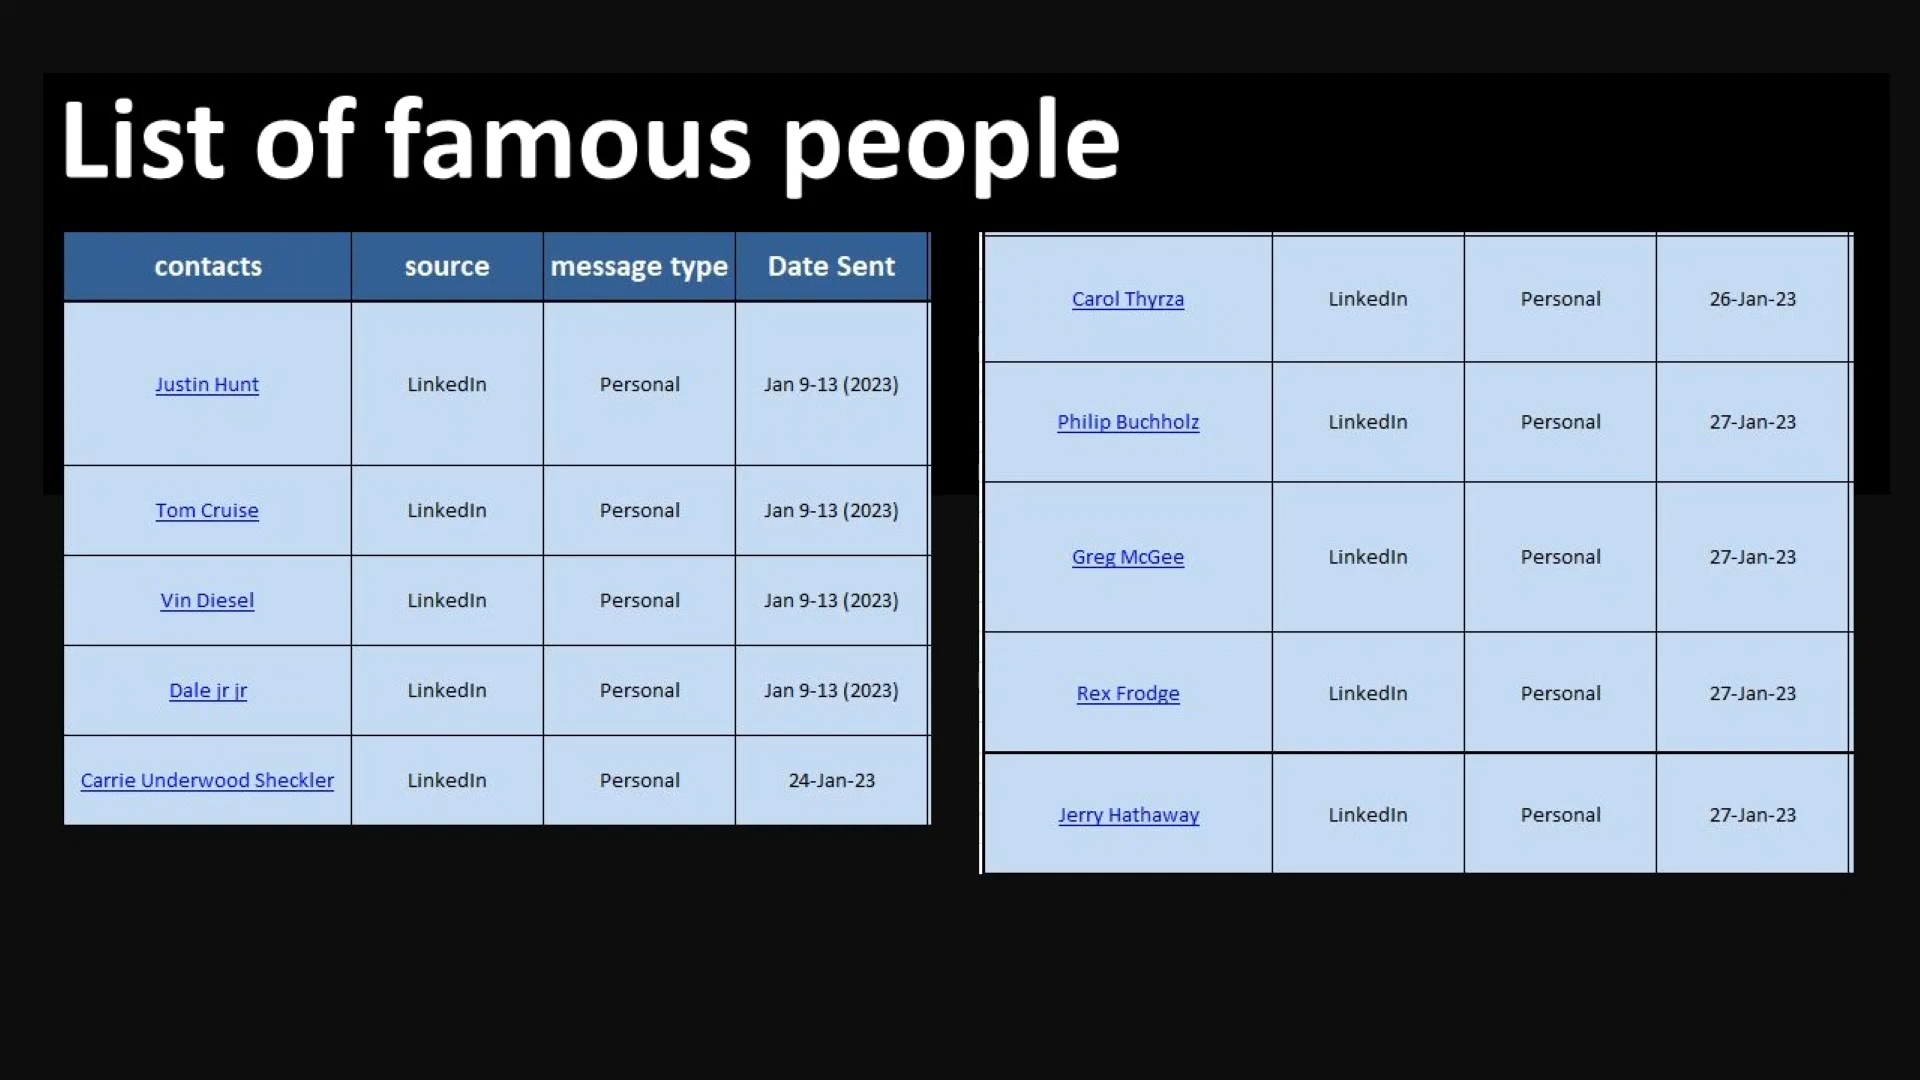 List of famous people
contacts source message type Date Sent
Justin Hunt LinkedIn Personal Jan 9-13 (2023)
Tom Cruise LinkedIn Personal Jan 9-13 (2023)
Vin Diesel LinkedIn Personal Jan 9-13 (2023)
Dale jr jr LinkedIn Personal Jan 9-13 (2023)
Carrie Underwood Sheckler LinkedIn Personal 24-Jan-23
Carol Thyrza LinkedIn Personal 26-Jan-23
Philip Buchholz LinkedIn Personal 27-Jan-23
Greg McGee LinkedIn Personal 27-Jan-23
Rex Frodge LinkedIn Personal 27-Jan-23
Jerry Hathaway LinkedIn Personal 27-Jan-23